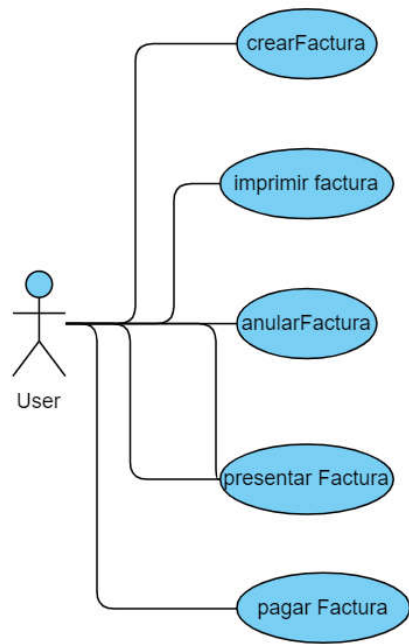 crearFactura
imprimir factura
anularFactura
User
presentar Factura
pagar Factura